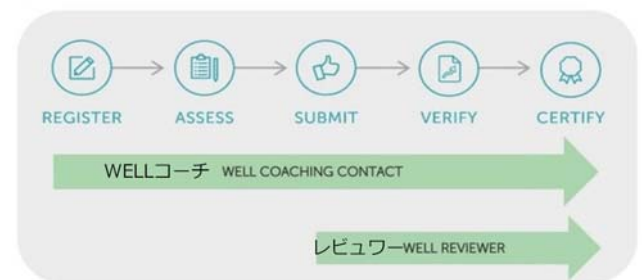 REGISTER ASSESS SUBMIT VERIFY CERTIFY
WELLコーチ WELL COACHING CONTACT
レビュワーWELL REVIEWER